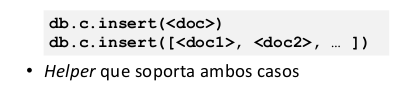 db.c.insert(<doc>)
db.c.insert([<doc1>, <doc2>, … ])
• Helper que soporta ambos casos